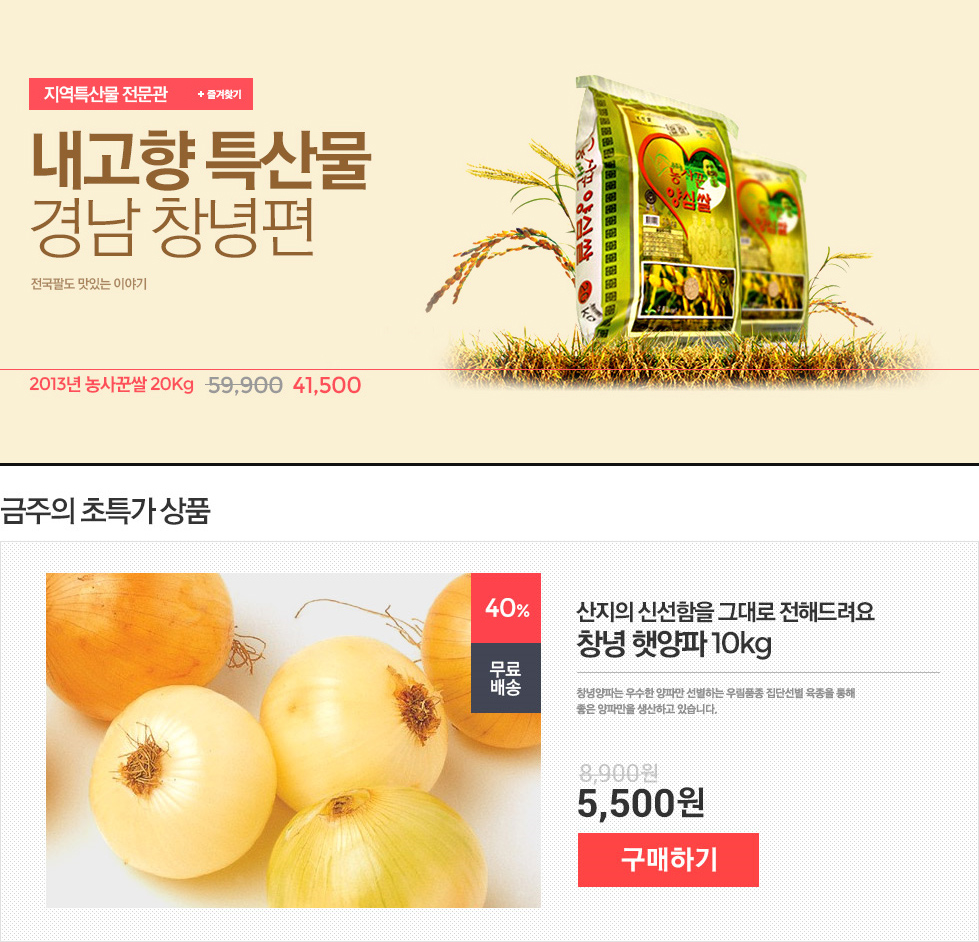 지역특산물 전문관 + 즐겨찾기
내고향 특산물
경남 창녕편
전국팔도 맛있는 이야기
농사꾼
양심쌀
양심쌀
양심쌀
2013년 농사꾼쌀 20Kg 59,900 41,500
금주의 초특가 상품
40%
무료
배송
산지의 신선함을 그대로 전해드려요
창녕 햇양파 10kg
창녕양파는 우수한 양파만 선별하는 우림품종 집단선별 육종을 통해
좋은 양파만을 생산하고 있습니다.
8,900원
5,500원
구매하기